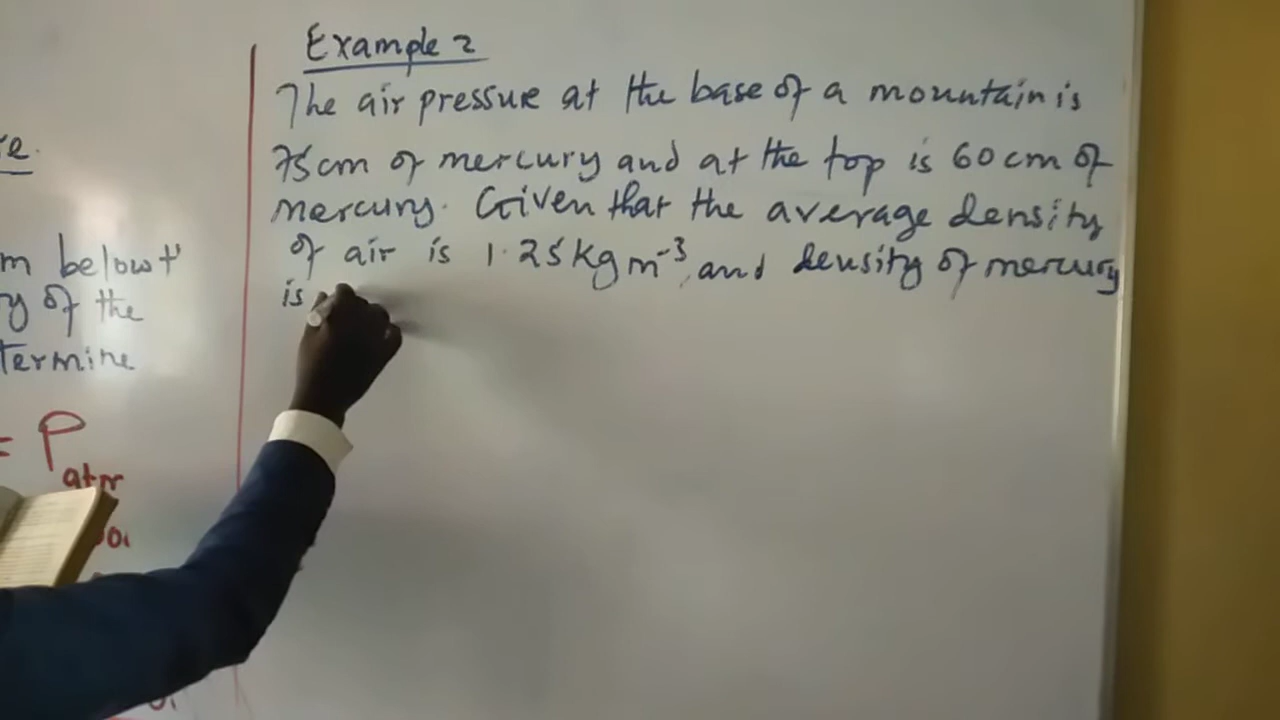 re.
m below t
y of the
termine
= P
atm
Example 2
The air pressure at the base of a mountain is
75cm of mercury and at the top is 60cm of
mercury. Given that the average density
of air is 1.25kgm⁻³, and density of mercury
is